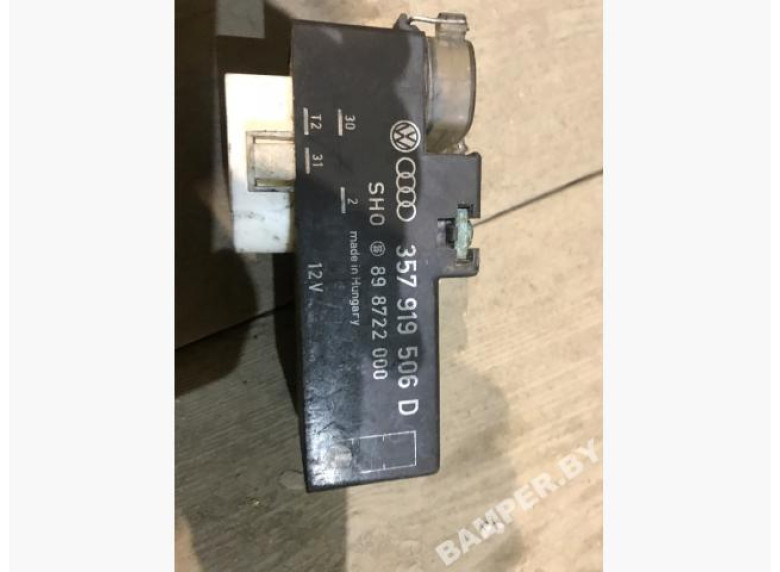 357 919 506 D
SHO 89 8722 000
made in Hungary
12V
30
T2
31
2
BAMPER.BY